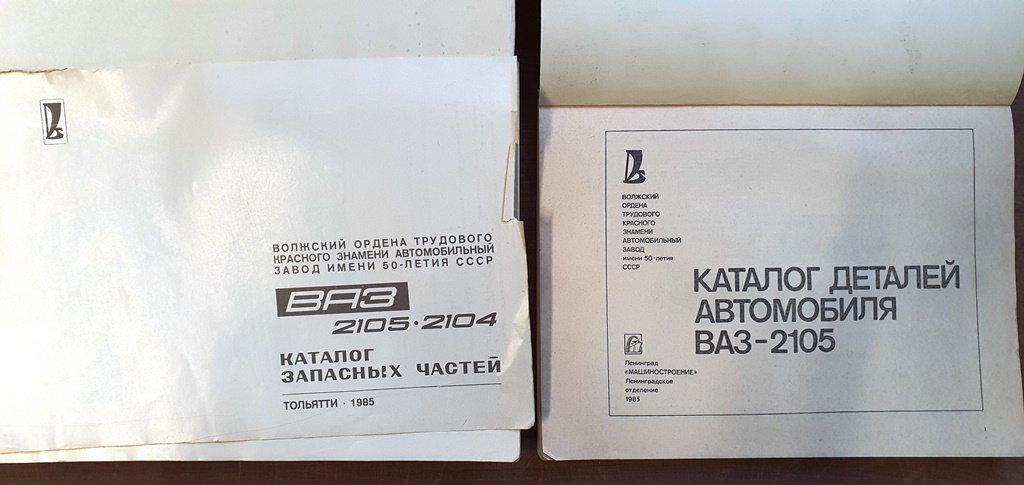 ВОЛЖСКИЙ ОРДЕНА ТРУДОВОГО
КРАСНОГО ЗНАМЕНИ АВТОМОБИЛЬНЫЙ
ЗАВОД ИМЕНИ 50-ЛЕТИЯ СССР
ВАЗ
2105·2104
КАТАЛОГ
ЗАПАСНЫХ ЧАСТЕЙ
ТОЛЬЯТТИ · 1985
ВОЛЖСКИЙ
ОРДЕНА
ТРУДОВОГО
КРАСНОГО
ЗНАМЕНИ
АВТОМОБИЛЬНЫЙ
ЗАВОД
имени 50-летия
СССР
КАТАЛОГ ДЕТАЛЕЙ
АВТОМОБИЛЯ
ВАЗ-2105
Ленинград
«МАШИНОСТРОЕНИЕ»
Ленинградское
отделение
1985